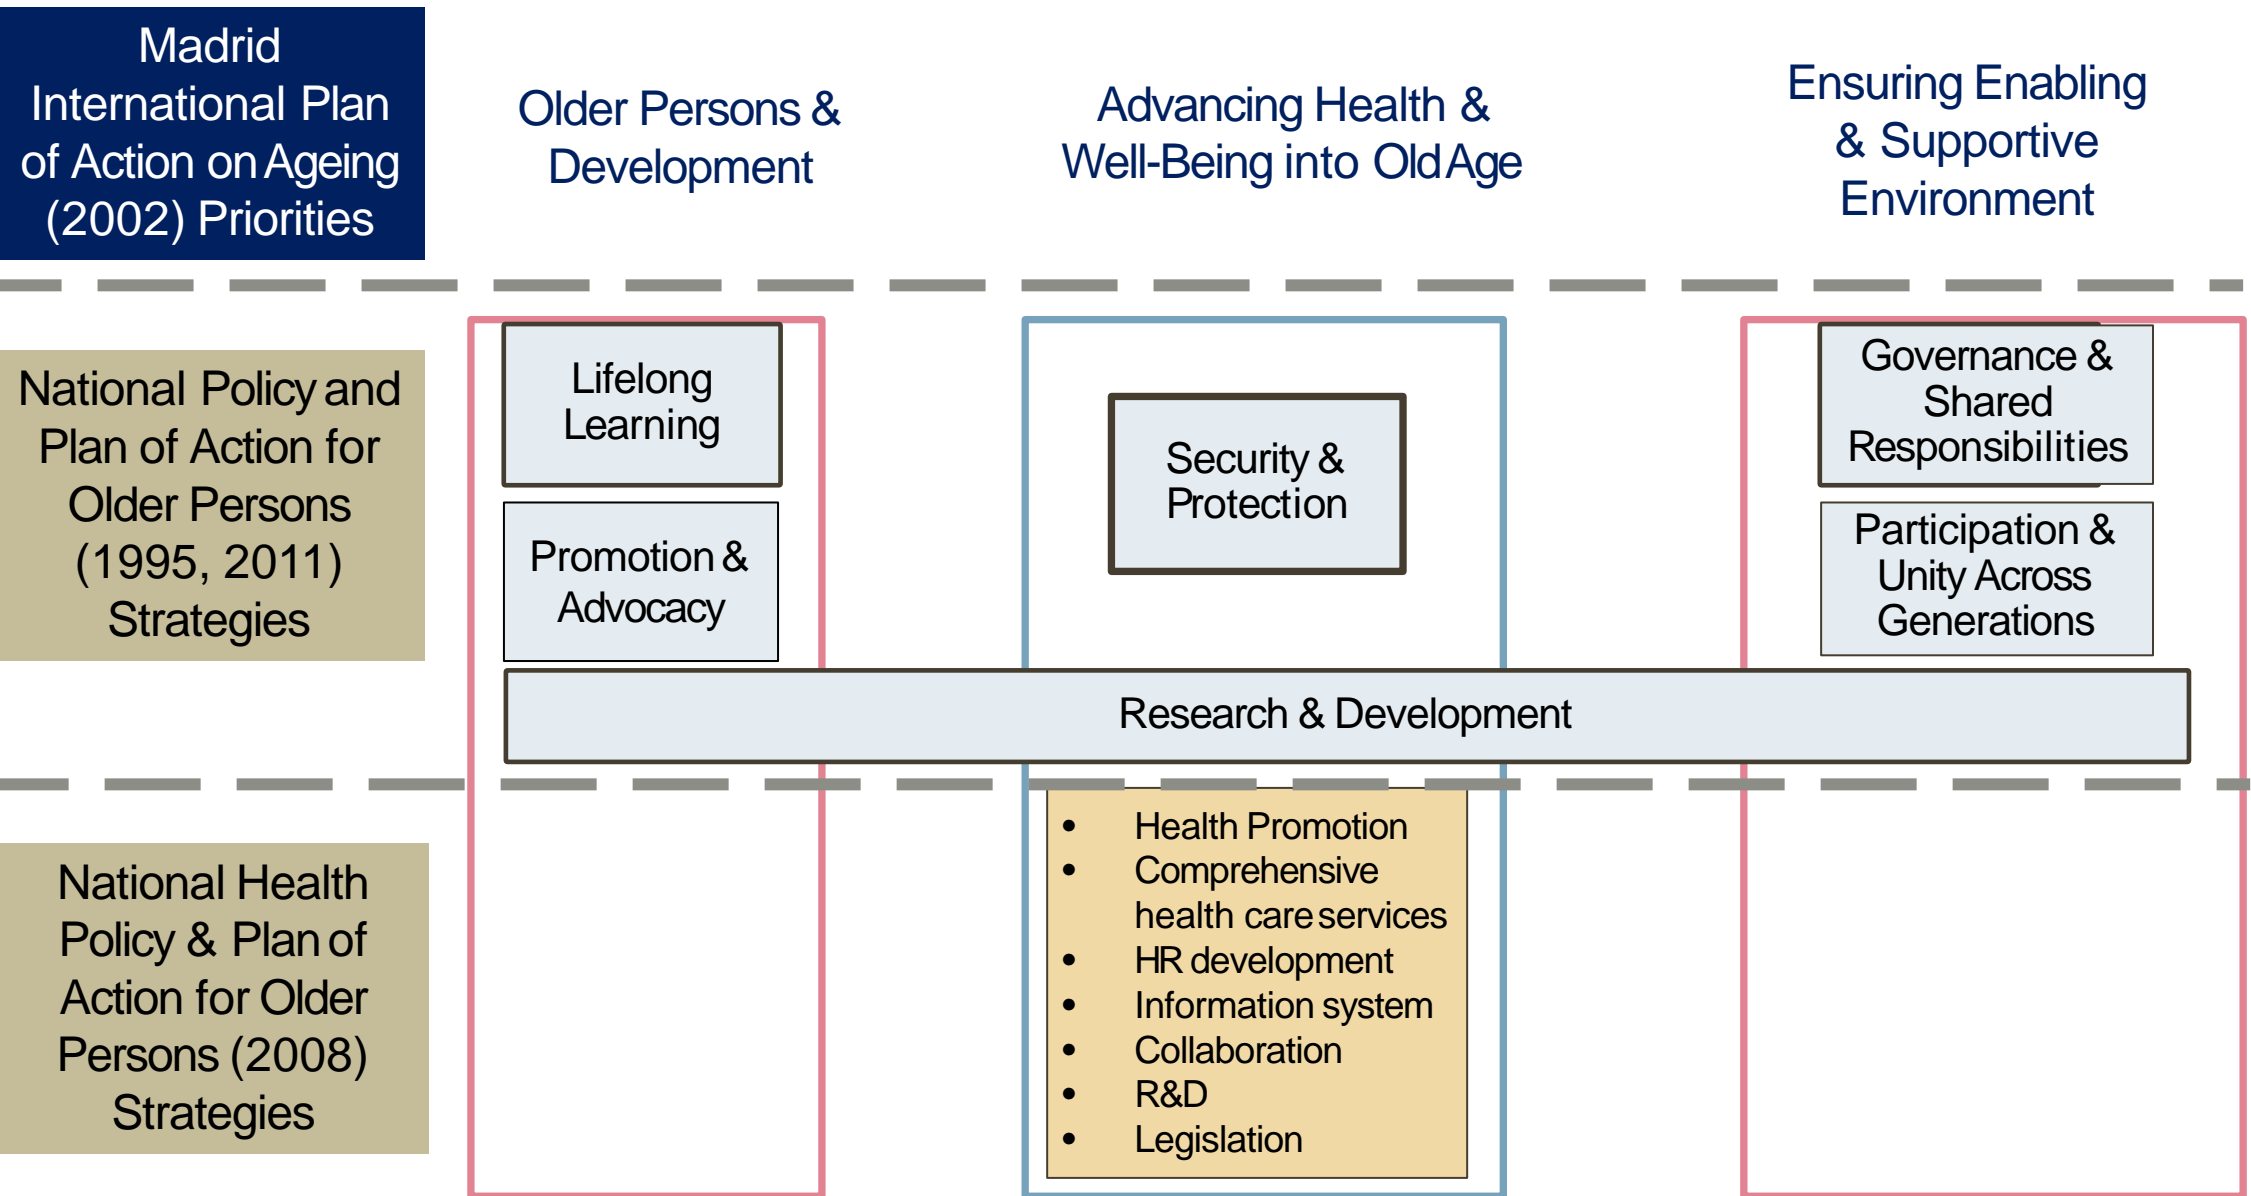 Madrid
International Plan
of Action on Ageing
(2002) Priorities
Older Persons &
Development
Advancing Health &
Well-Being into Old Age
Ensuring Enabling
& Supportive
Environment
National Policy and
Plan of Action for
Older Persons
(1995, 2011)
Strategies
Lifelong
Learning
Promotion &
Advocacy
Security &
Protection
Governance &
Shared
Responsibilities
Participation &
Unity Across
Generations
Research & Development
National Health
Policy & Plan of
Action for Older
Persons (2008)
Strategies
• Health Promotion
• Comprehensive
health care services
• HR development
• Information system
• Collaboration
• R&D
• Legislation